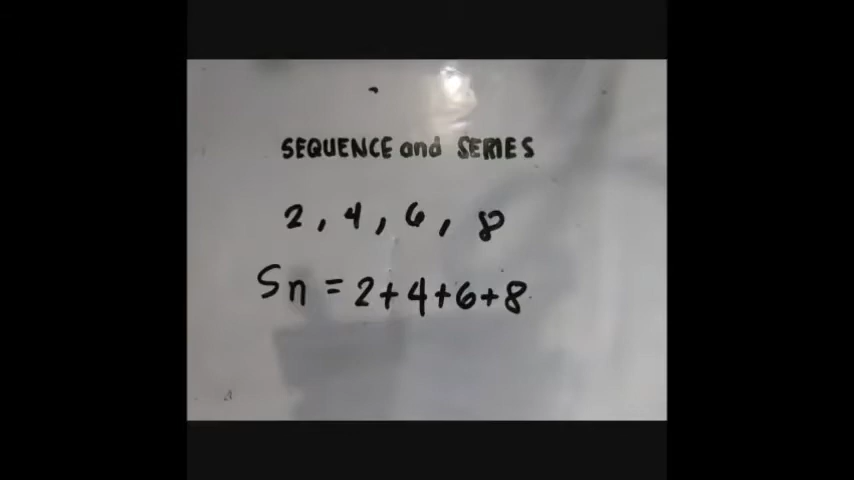 SEQUENCE and SERIES
2, 4, 6, 8
Sn = 2+4+6+8